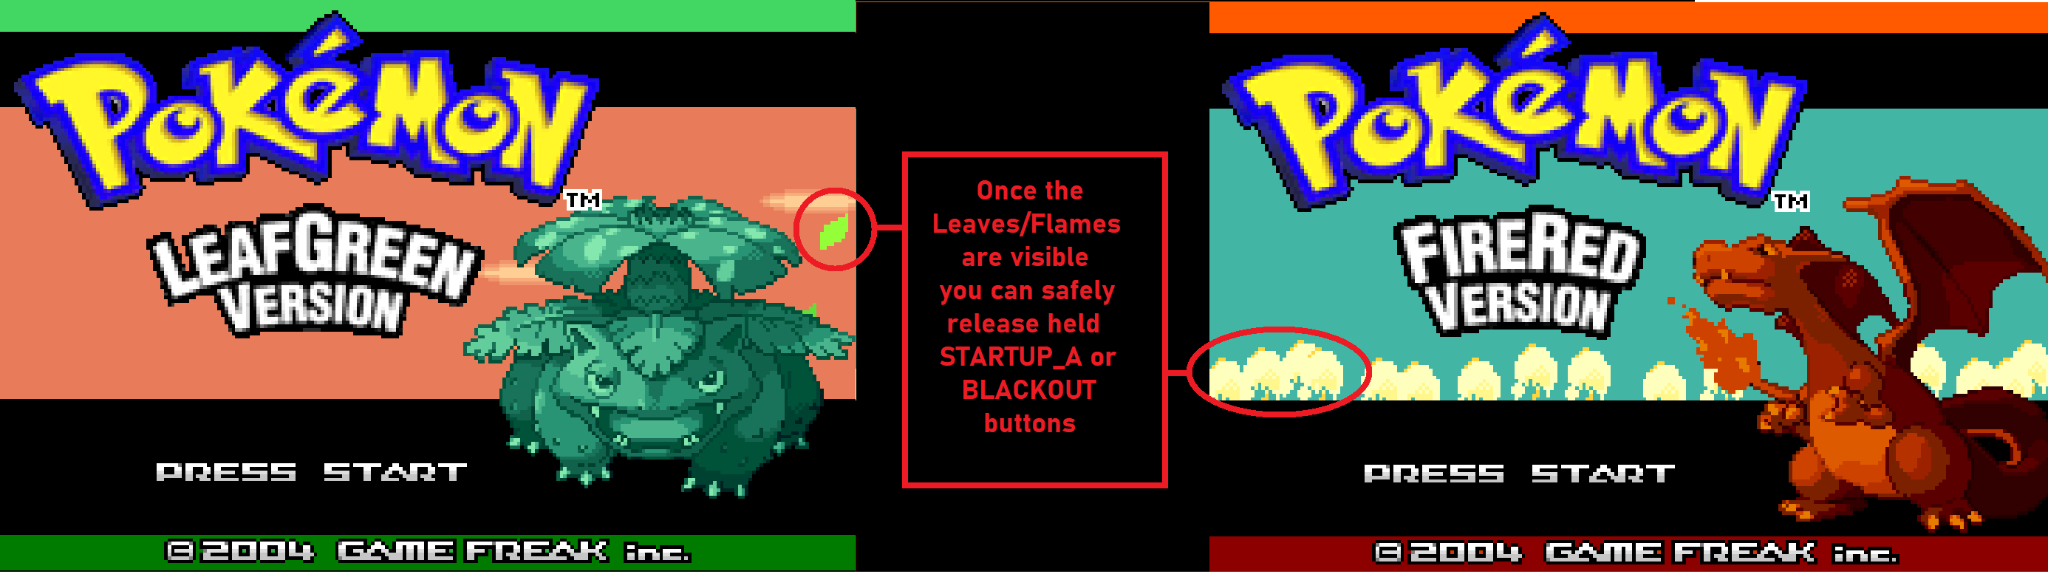 Pokémon
TM
LEAFGREEN
VERSION
PRESS START
© 2004 GAME FREAK inc.
Once the
Leaves/Flames
are visible
you can safely
release held
STARTUP_A or
BLACKOUT
buttons
Pokémon
TM
FIRERED
VERSION
PRESS START
© 2004 GAME FREAK inc.